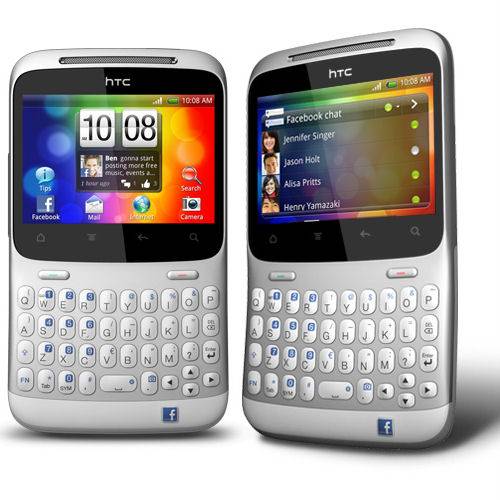 hTC
10:08 AM
10 08
Ben gonna start
posting more free
music, events a...
1 hour ago
Tips
Search
Facebook
Mail
Internet
Camera
Q W E R T Y U I O P
A S D F G H J K L DEL
Z X C V B N M ? Enter
FN Tab SYM
f
hTC
10:08 AM
Facebook chat
Jennifer Singer
Jason Holt
Alisa Pritts
Henry Yamazaki
Q W E R T Y U I O P
A S D F G H J K L DEL
Z X C V B N M ? Enter
FN Tab SYM
f